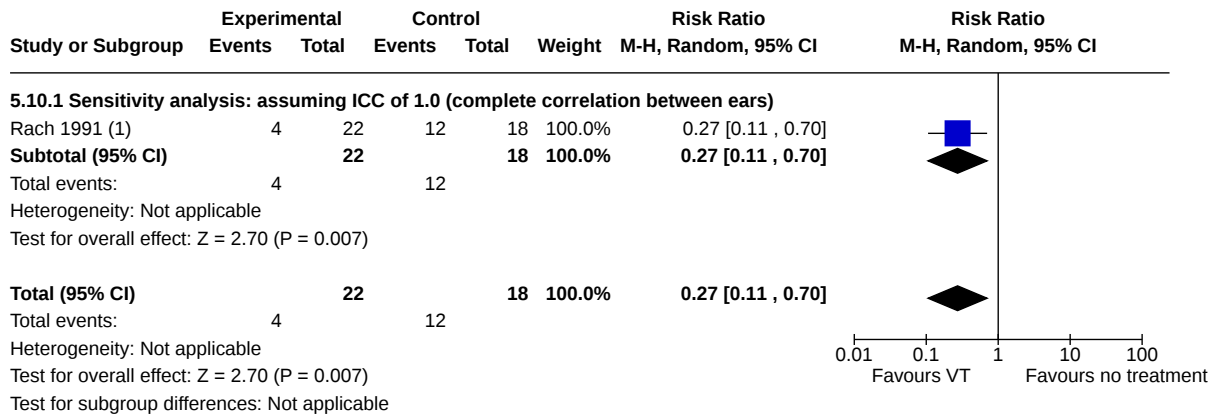 Experimental Control Risk Ratio Risk Ratio
Study or Subgroup Events Total Events Total Weight M-H, Random, 95% CI M-H, Random, 95% CI
5.10.1 Sensitivity analysis: assuming ICC of 1.0 (complete correlation between ears)
Rach 1991 (1) 4 22 12 18 100.0% 0.27 [0.11 , 0.70]
Subtotal (95% CI) 22 18 100.0% 0.27 [0.11 , 0.70]
Total events: 4 12
Heterogeneity: Not applicable
Test for overall effect: Z = 2.70 (P = 0.007)
Total (95% CI) 22 18 100.0% 0.27 [0.11 , 0.70]
Total events: 4 12
Heterogeneity: Not applicable
0.01 0.1 1 10 100
Test for overall effect: Z = 2.70 (P = 0.007) Favours VT Favours no treatment
Test for subgroup differences: Not applicable